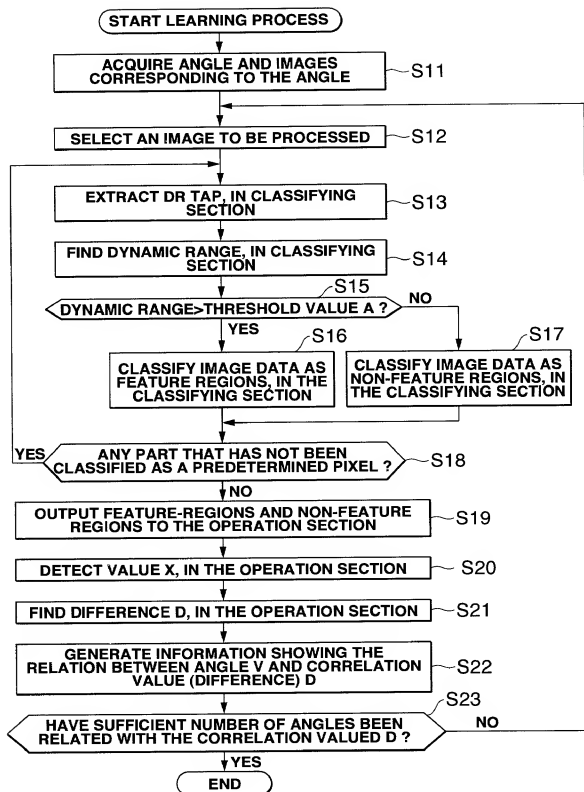 START LEARNING PROCESS
ACQUIRE ANGLE AND IMAGES
CORRESPONDING TO THE ANGLE
S11
SELECT AN IMAGE TO BE PROCESSED
S12
EXTRACT DR TAP, IN CLASSIFYING
SECTION
S13
FIND DYNAMIC RANGE, IN CLASSIFYING
SECTION
S14
S15
DYNAMIC RANGE>THRESHOLD VALUE A ?
NO
YES
S16
S17
CLASSIFY IMAGE DATA AS
FEATURE REGIONS, IN THE
CLASSIFYING SECTION
CLASSIFY IMAGE DATA AS
NON-FEATURE REGIONS, IN
THE CLASSIFYING SECTION
YES
ANY PART THAT HAS NOT BEEN
CLASSIFIED AS A PREDETERMINED PIXEL ?
S18
NO
OUTPUT FEATURE-REGIONS AND NON-FEATURE
REGIONS TO THE OPERATION SECTION
S19
DETECT VALUE X, IN THE OPERATION SECTION
S20
FIND DIFFERENCE D, IN THE OPERATION SECTION
S21
GENERATE INFORMATION SHOWING THE
RELATION BETWEEN ANGLE V AND CORRELATION
VALUE (DIFFERENCE) D
S22
S23
HAVE SUFFICIENT NUMBER OF ANGLES BEEN
RELATED WITH THE CORRELATION VALUED D ?
NO
YES
END